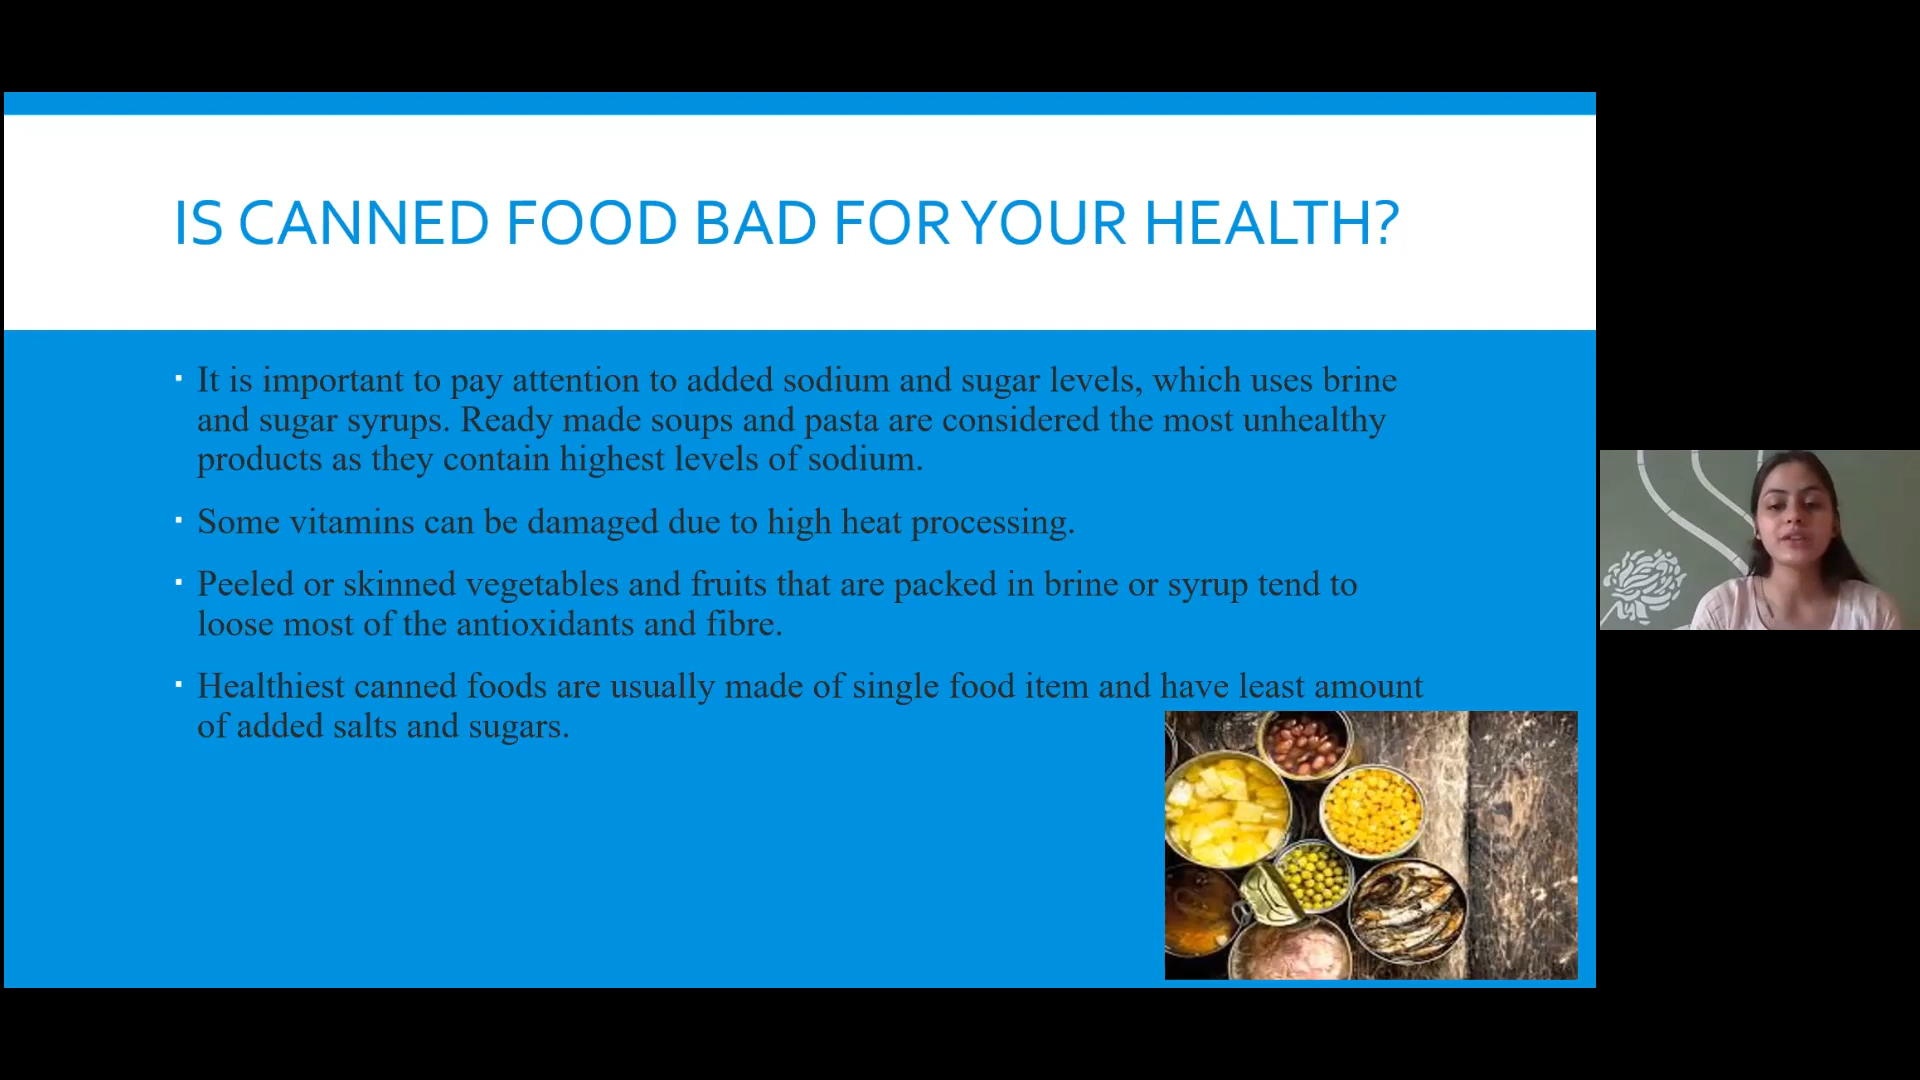 IS CANNED FOOD BAD FOR YOUR HEALTH?
▪ It is important to pay attention to added sodium and sugar levels, which uses brine
and sugar syrups. Ready made soups and pasta are considered the most unhealthy
products as they contain highest levels of sodium.
▪ Some vitamins can be damaged due to high heat processing.
▪ Peeled or skinned vegetables and fruits that are packed in brine or syrup tend to
loose most of the antioxidants and fibre.
▪ Healthiest canned foods are usually made of single food item and have least amount
of added salts and sugars.